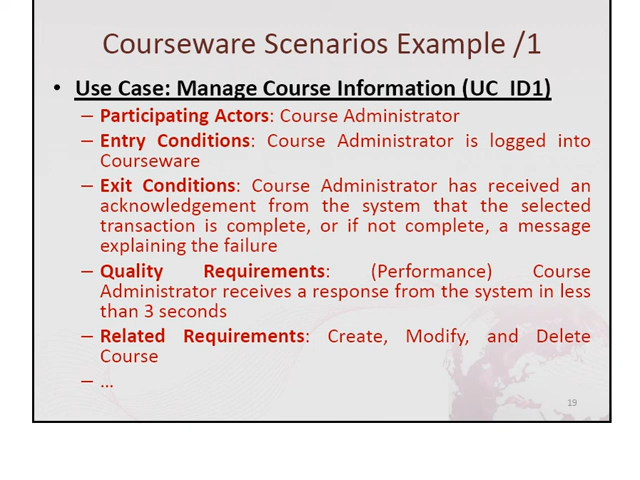 Courseware Scenarios Example /1
• Use Case: Manage Course Information (UC_ID1)
– Participating Actors: Course Administrator
– Entry Conditions: Course Administrator is logged into
Courseware
– Exit Conditions: Course Administrator has received an
acknowledgement from the system that the selected
transaction is complete, or if not complete, a message
explaining the failure
– Quality Requirements: (Performance) Course
Administrator receives a response from the system in less
than 3 seconds
– Related Requirements: Create, Modify, and Delete
Course
– ...
19